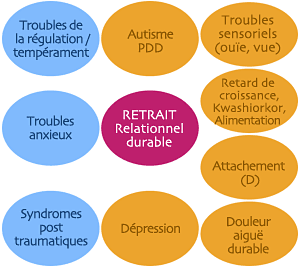 Troubles de
la régulation /
tempérament
Autisme
PDD
Troubles
sensoriels
(ouïe, vue)
Troubles
anxieux
RETRAIT
Relationnel
durable
Retard de
croissance,
Kwashiorkor,
Alimentation
Attachement
(D)
Syndromes
post
traumatiques
Dépression
Douleur
aiguë
durable